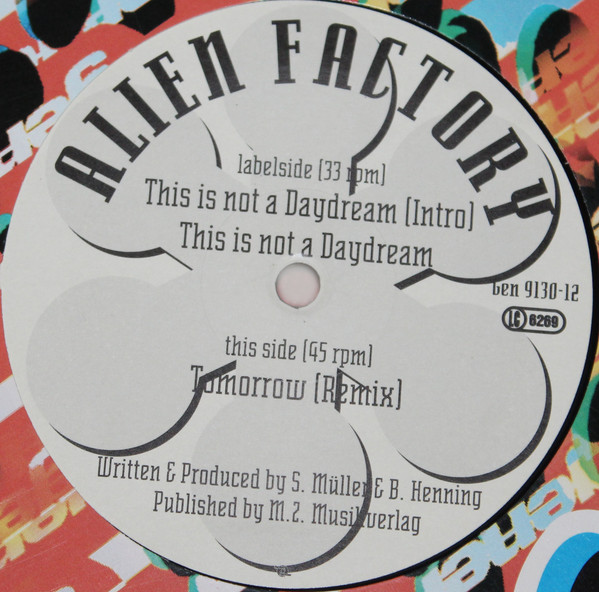 ALIEN FACTORY
labelside (33 rpm)
This is not a Daydream (Intro)
This is not a Daydream
Gen 9130-12
LC 6269
this side (45 rpm)
Tomorrow (Remix)
Written & Produced by S. Müller & B. Henning
Published by M.Z. Musikverlag